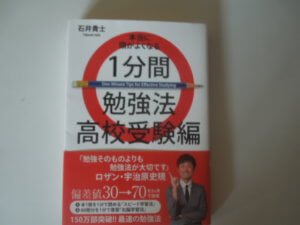 石井貴士
本当に
頭がよくなる
1分間
One Minute Tips for Effective Studying
勉強法
高校受験編
「勉強そのものよりも
勉強法が大切です」
ロザン・宇治原史規
偏差値30→70
150万部突破!! 最速の勉強法